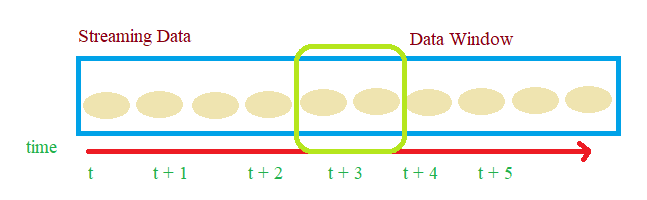 Streaming Data
Data Window
time
t t + 1 t + 2 t + 3 t + 4 t + 5